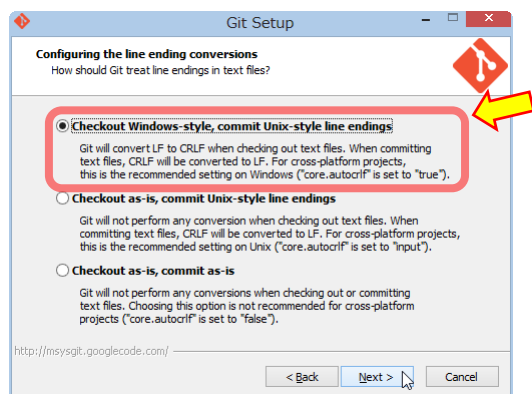 Git Setup
Configuring the line ending conversions
How should Git treat line endings in text files?
Checkout Windows-style, commit Unix-style line endings
Git will convert LF to CRLF when checking out text files. When committing
text files, CRLF will be converted to LF. For cross-platform projects,
this is the recommended setting on Windows ("core.autocrlf" is set to "true").
Checkout as-is, commit Unix-style line endings
Git will not perform any conversion when checking out text files. When
committing text files, CRLF will be converted to LF. For cross-platform projects,
this is the recommended setting on Unix ("core.autocrlf" is set to "input").
Checkout as-is, commit as-is
Git will not perform any conversions when checking out or committing
text files. Choosing this option is not recommended for cross-platform
projects ("core.autocrlf" is set to "false").
http://msysgit.googlecode.com/
< Back Next > Cancel